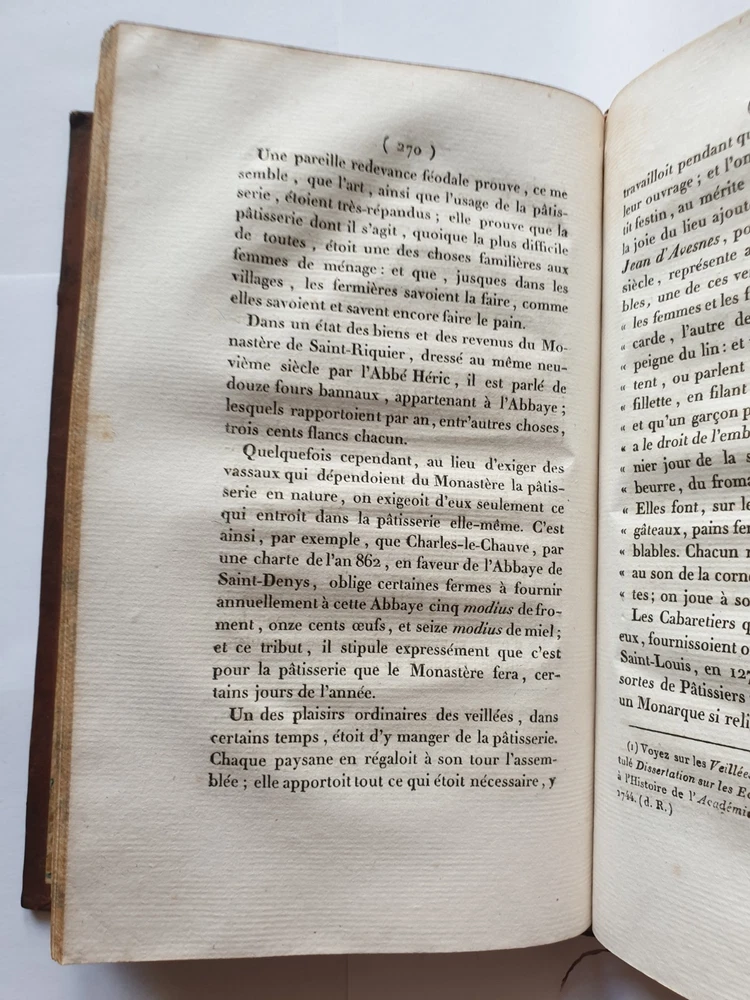 ( 270 )
Une pareille redevance féodale prouve, ce me
semble, que l'art, ainsi que l'usage de la pâtis-
serie, étoient très-répandus ; elle prouve que la
pâtisserie dont il s'agit, quoique la plus difficile
de toutes, étoit une des choses familières aux
femmes de ménage : et que, jusques dans les
villages, les fermières savoient la faire, comme
elles savoient et savent encore faire le pain.
Dans un état des biens et des revenus du Mo-
nastère de Saint-Riquier, dressé au même neu-
vième siècle par l'Abbé Héric, il est parlé de
douze fours bannaux, appartenant à l'Abbaye ;
lesquels rapportoient par an, entr'autres choses,
trois cents flancs chacun.
Quelquefois cependant, au lieu d'exiger des
vassaux qui dépendoient du Monastère la pâtis-
serie en nature, on exigeoit d'eux seulement ce
qui entroit dans la pâtisserie elle-même. C'est
ainsi, par exemple, que Charles-le-Chauve, par
une charte de l'an 862, en faveur de l'Abbaye de
Saint-Denys, oblige certaines fermes à fournir
annuellement à cette Abbaye cinq modius de fro-
ment, onze cents œufs, et seize modius de miel ;
et ce tribut, il stipule expressément que c'est
pour la pâtisserie que le Monastère fera, cer-
tains jours de l'année.
Un des plaisirs ordinaires des veillées, dans
certains temps, étoit d'y manger de la pâtisserie.
Chaque paysane en régaloit à son tour l'assem-
blée ; elle apportoit tout ce qui étoit nécessaire, y
(
travailloit pendant
leur ouvrage ; et l'on
tit festin, au mérite
la joie du lieu ajout
Jean d'Avesnes, po
siècle, représente a
bles, une de ces ve
« les femmes et les f
« carde, l'autre de
« peigne du lin : et
« tent, ou parlent
« fillette, en filant
« et qu'un garçon p
« a le droit de l'emb
« nier jour de la s
« beurre, du froma
« Elles font, sur le
« gâteaux, pains fer
« blables. Chacun
« au son de la corne
« tes ; on joue à so
Les Cabaretiers q
eux, fournissoient o
Saint-Louis, en 127
sortes de Pâtissiers
un Monarque si reli
(1) Voyez sur les Veillée
tulé Dissertation sur les Ec
à l'Histoire de l'Académie
1744. (d. R.)